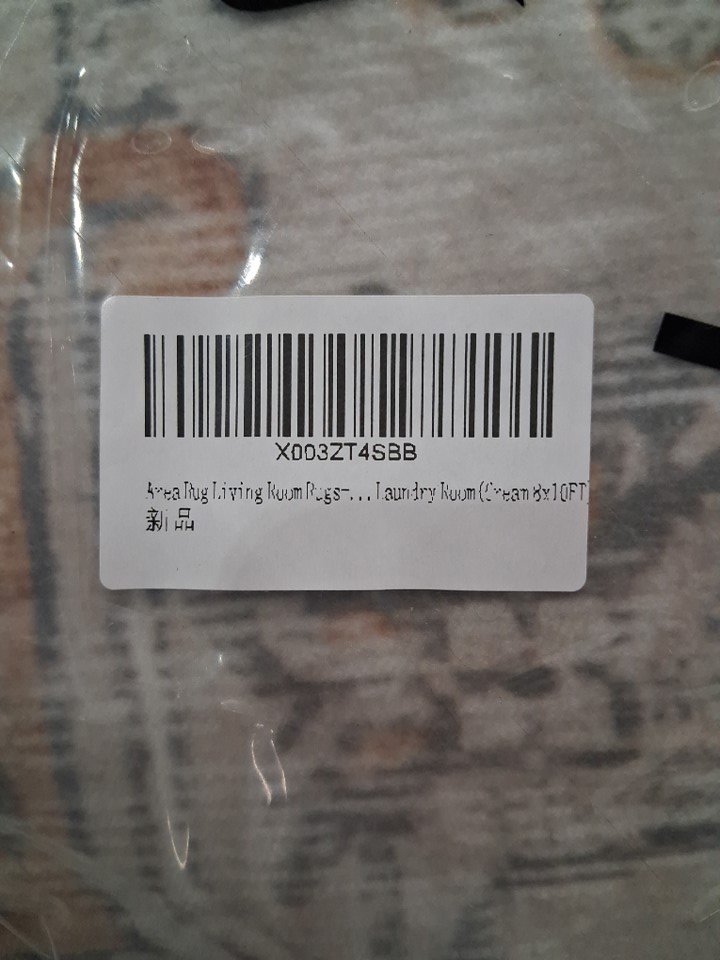 X003ZT4SBB
Area Rug Living Room Rugs-... Laundry Room (Cream 8x10FT)
新品